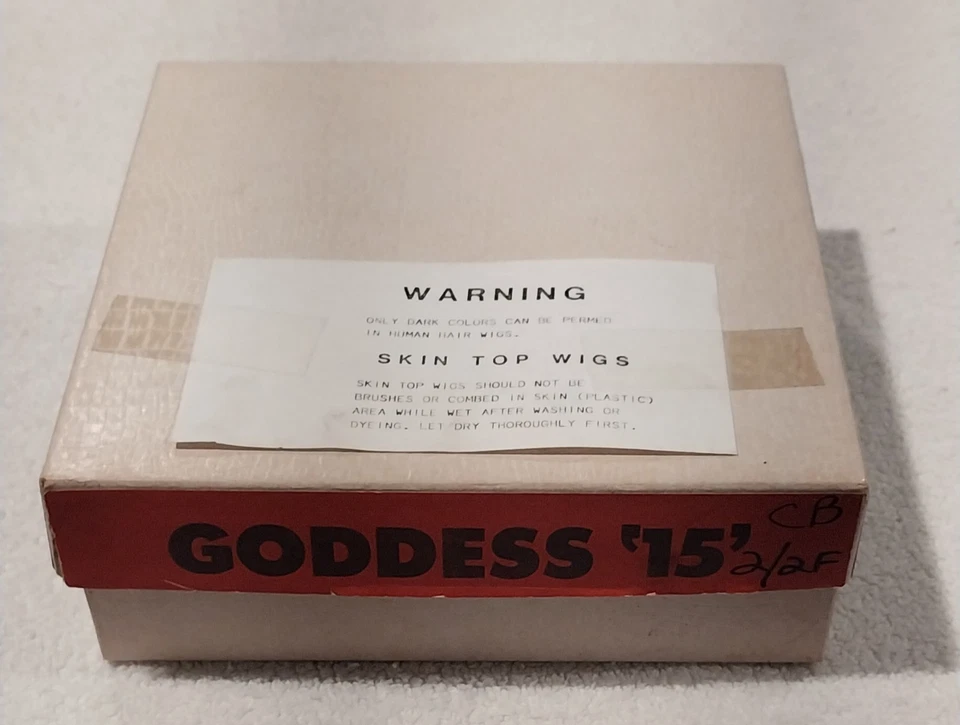 WARNING
ONLY DARK COLORS CAN BE PERMED
IN HUMAN HAIR WIGS.
SKIN TOP WIGS
SKIN TOP WIGS SHOULD NOT BE
BRUSHES OR COMBED IN SKIN (PLASTIC)
AREA WHILE WET AFTER WASHING OR
DYEING. LET DRY THOROUGHLY FIRST.
CB
GODDESS '15'
2/2F